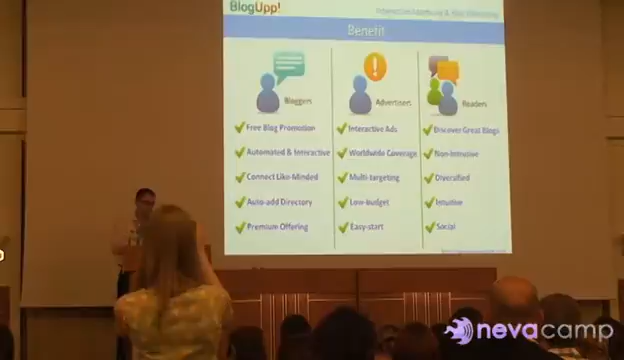 BlogUpp!
Benefit
Bloggers
Free Blog Promotion
Automated & Interactive
Connect Like-Minded
Auto-add Directory
Premium Offering
Advertisers
Interactive Ads
Worldwide Coverage
Multi-targeting
Low-budget
Easy-start
Readers
Discover Great Blogs
Non-Intrusive
Diversified
Intuitive
Social
nevacamp